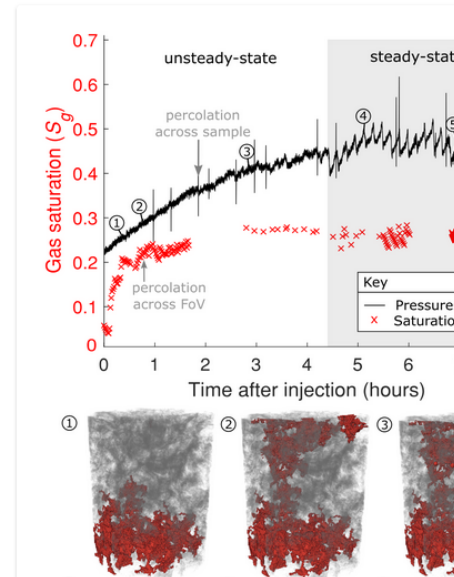 0.7
unsteady-state
steady-stat
0.6
percolation
across sample
④
0.5
③
⑤
Gas saturation (Sg)
0.4
0.3
②
①
0.2
percolation
across FoV
Key
Pressure
Saturatio
0.1
0
0 1 2 3 4 5 6
Time after injection (hours)
① ② ③